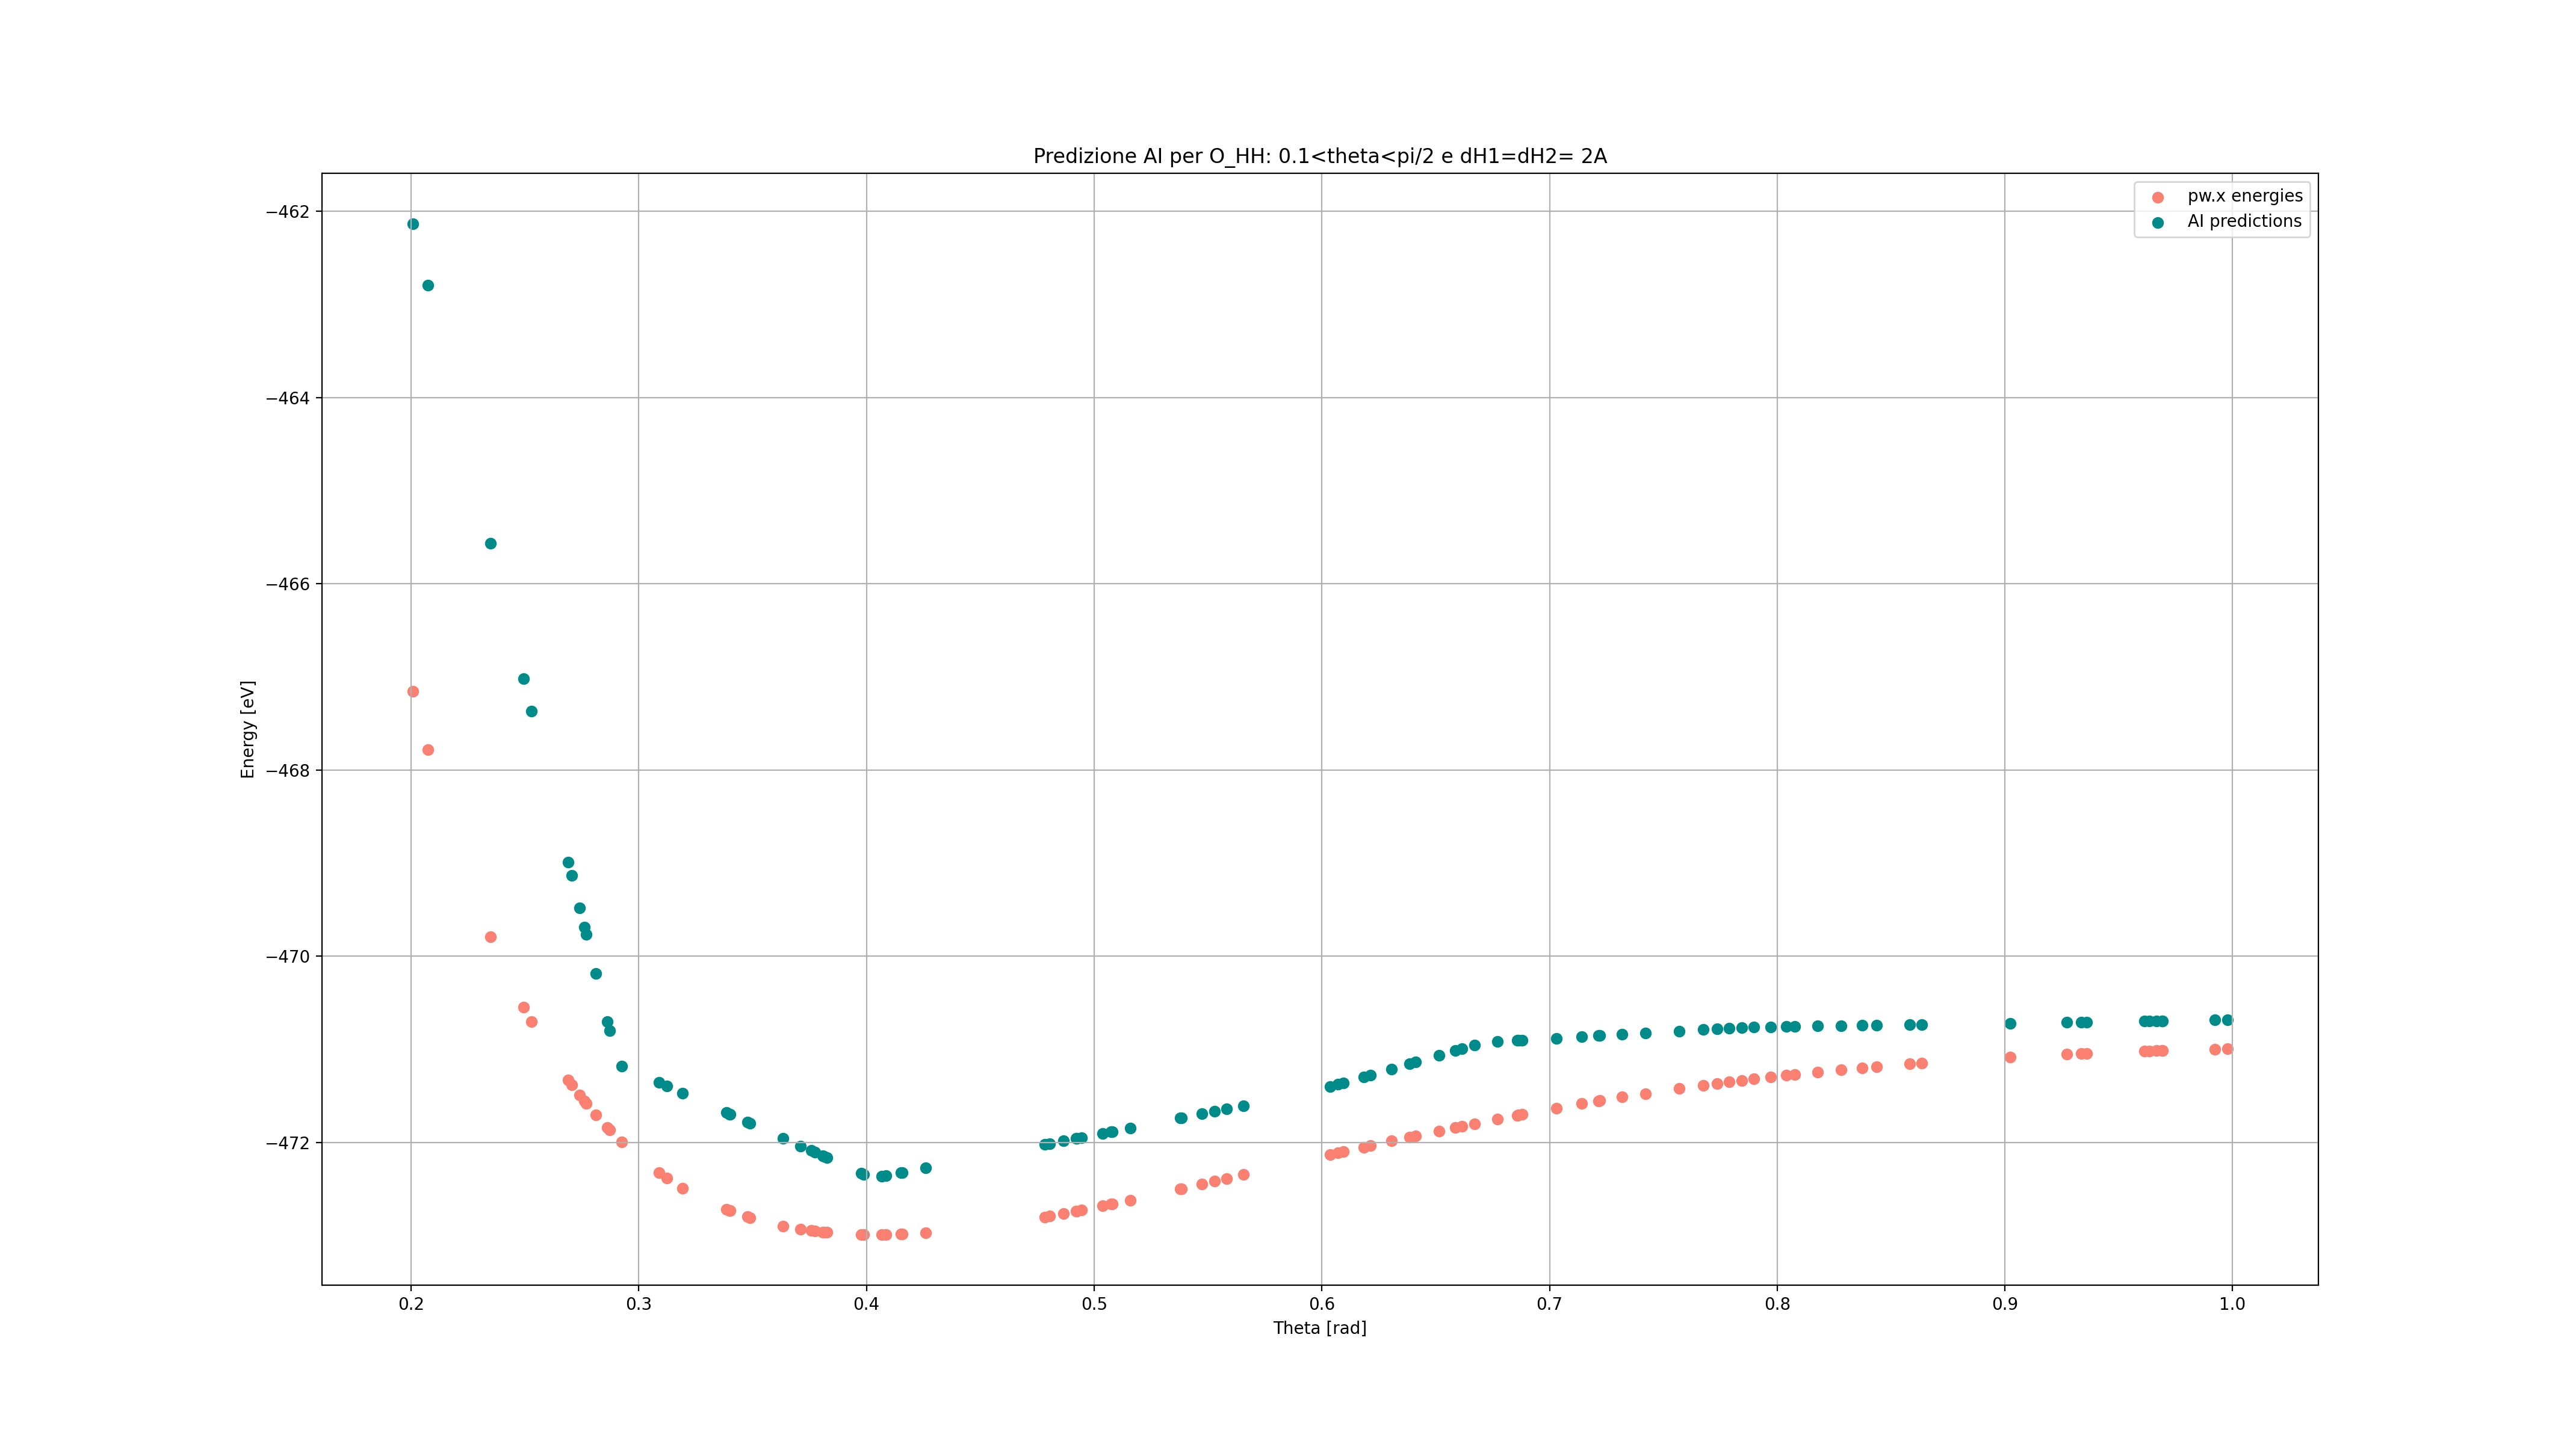 Predizione AI per O_HH: 0.1<theta<pi/2 e dH1=dH2= 2A
pw.x energies
AI predictions
Energy [eV]
−462
−464
−466
−468
−470
−472
0.2 0.3 0.4 0.5 0.6 0.7 0.8 0.9 1.0
Theta [rad]